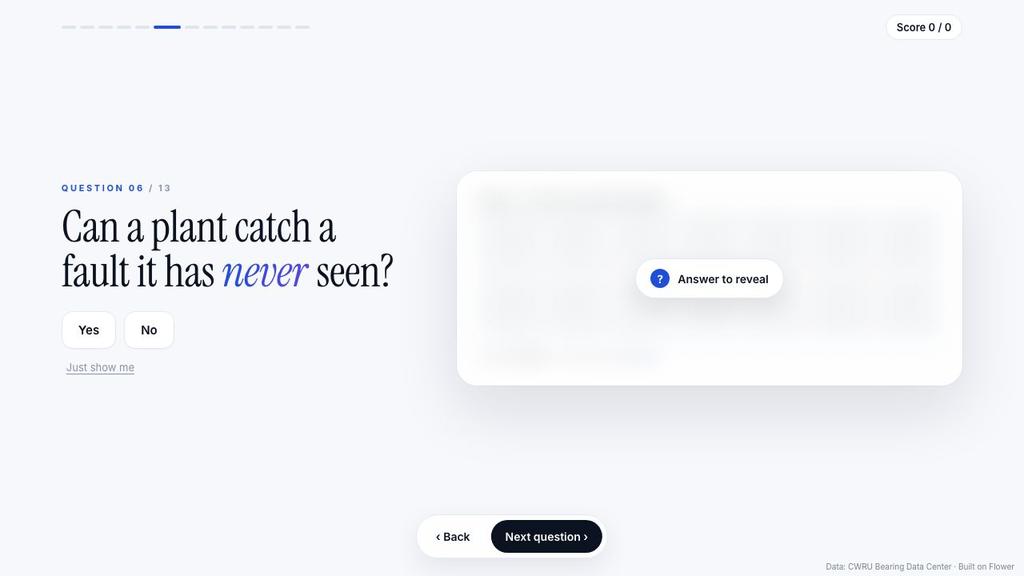 Score 0 / 0
QUESTION 06 / 13
Can a plant catch a
fault it has never seen?
Yes
No
Just show me
? Answer to reveal
‹ Back
Next question ›
Data: CWRU Bearing Data Center · Built on Flower